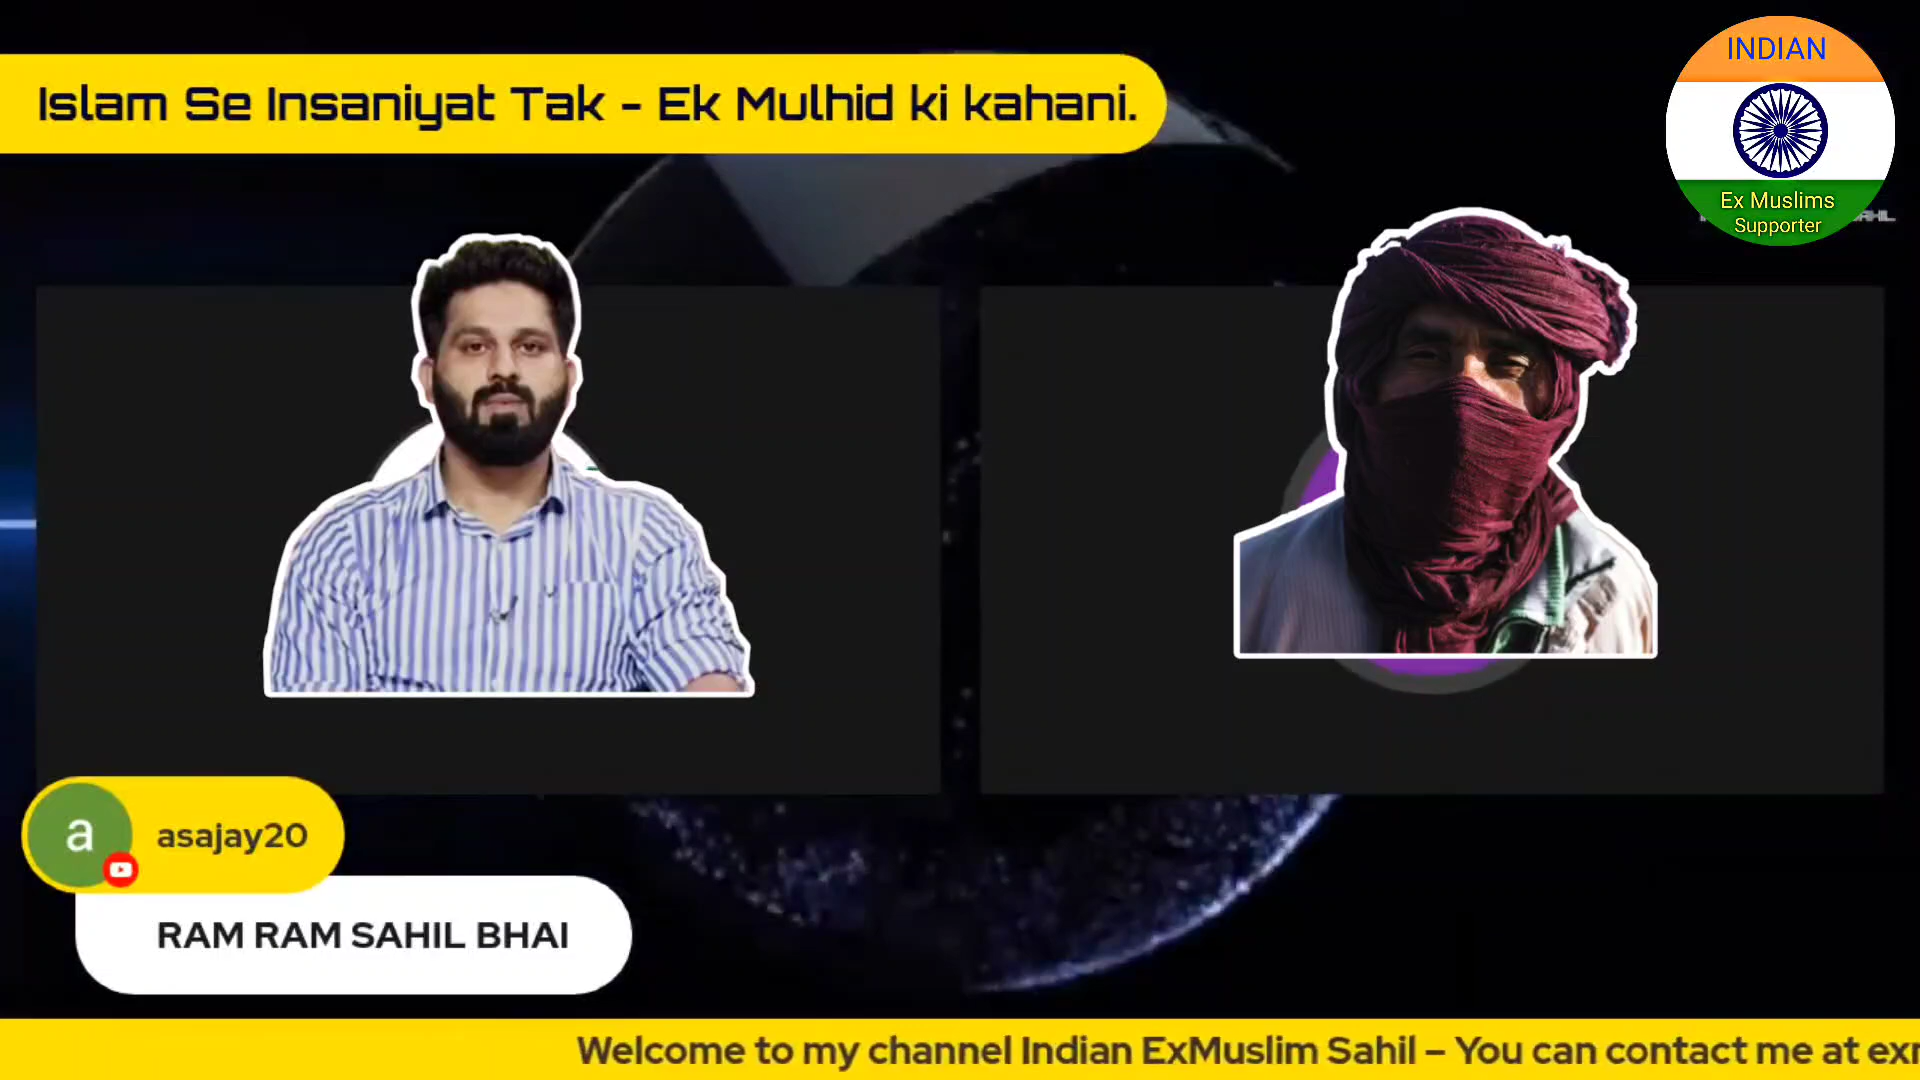 Islam Se Insaniyat Tak - Ek Mulhid ki kahani.
INDIAN
Ex Muslims
Supporter
a
asajay20
RAM RAM SAHIL BHAI
Welcome to my channel Indian ExMuslim Sahil – You can contact me at